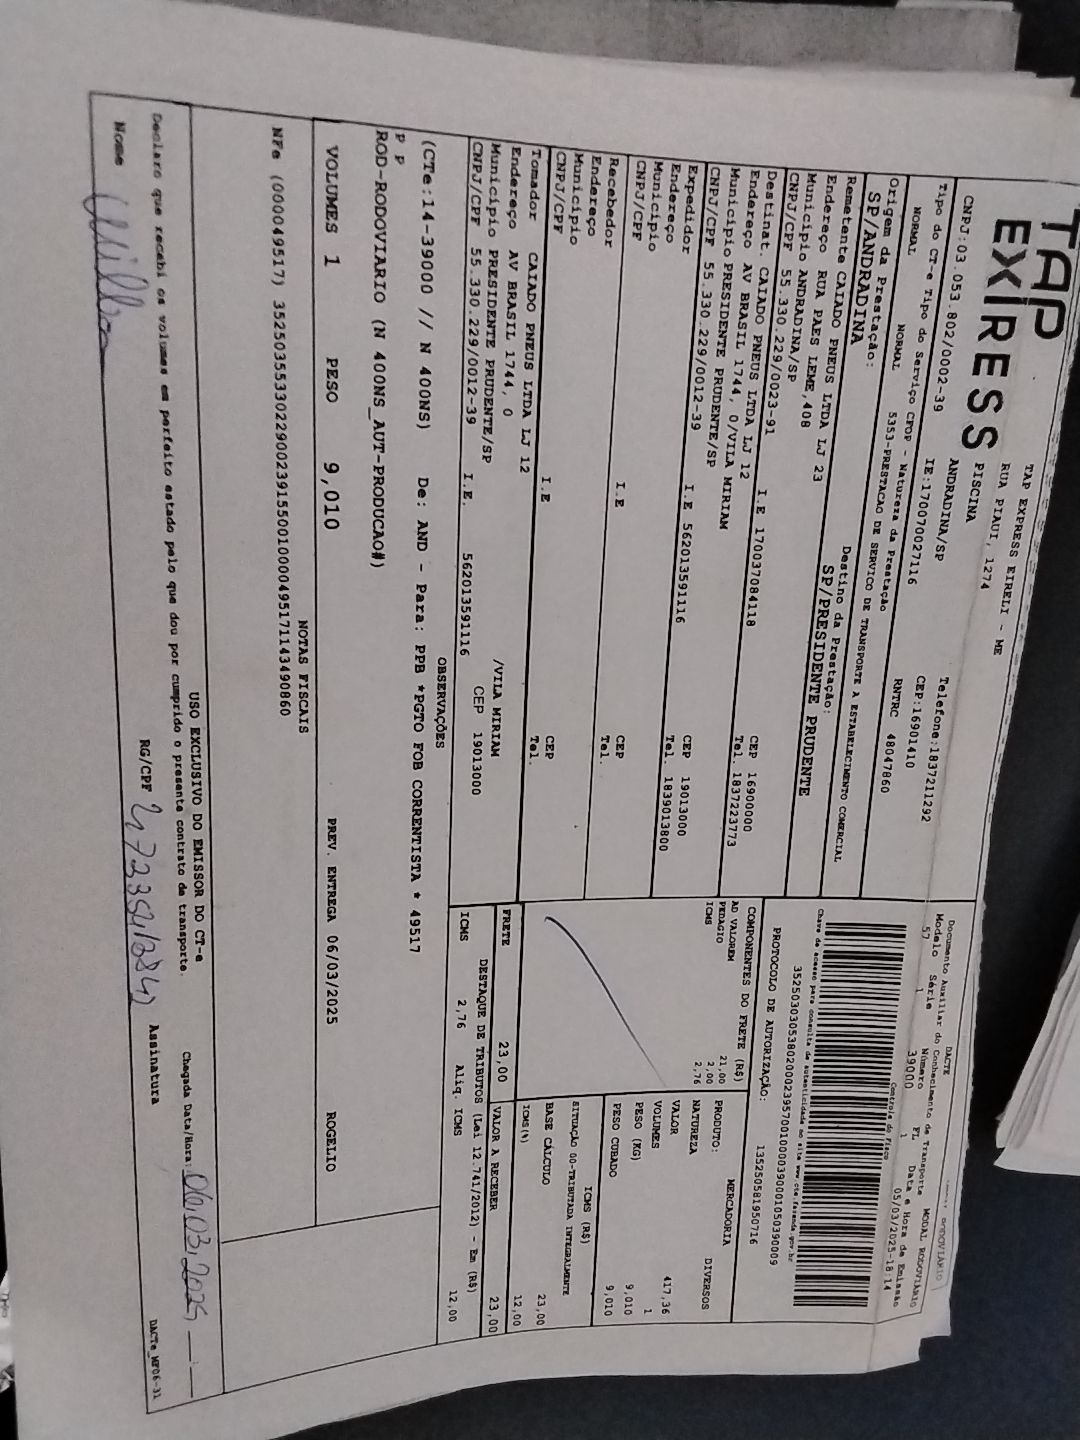 TAP
EXPRESS
TAP EXPRESS EIRELI - ME
RUA PIAUI, 1274
PISCINA
ANDRADINA/SP
CNPJ:03.053.802/0002-39 IE:170070027116 CEP:16901410
Telefone:1837211292
Tipo do CT-e Tipo do Serviço CFOP - Natureza da Prestação RNTRC 48047860
NORMAL NORMAL 5353-PRESTACAO DE SERVICO DE TRANSPORTE A ESTABELECIMENTO COMERCIAL
Origem da Prestação: Destino da Prestação:
SP/ANDRADINA SP/PRESIDENTE PRUDENTE
Remetente CAIADO PNEUS LTDA LJ 23
Endereço RUA PAES LEME,408
Município ANDRADINA/SP CEP 16900000
CNPJ/CPF 55.330.229/0023-91 I.E 170037084118 Tel. 1837223773
Destinat. CAIADO PNEUS LTDA LJ 12
Endereço AV BRASIL 1744, 0/VILA MIRIAM
Município PRESIDENTE PRUDENTE/SP CEP 19013000
CNPJ/CPF 55.330.229/0012-39 I.E 562013591116 Tel. 1839013800
Expedidor
Endereço
Município CEP
CNPJ/CPF I.E Tel.
Recebedor
Endereço
Município CEP
CNPJ/CPF I.E Tel.
Tomador CAIADO PNEUS LTDA LJ 12
Endereço AV BRASIL 1744, 0 /VILA MIRIAM
Município PRESIDENTE PRUDENTE/SP CEP 19013000
CNPJ/CPF 55.330.229/0012-39 I.E. 562013591116
DACTE MODAL RODOVIÁRIO
Documento Auxiliar do Conhecimento de Transporte
Modelo Série Número FL Data e Hora de Emissão
57 1 39000 1 05/03/2025-18:14
Controle do Fisco
Chave de acesso para consulta de autenticidade no site www.cte.fazenda.gov.br
35250303053802000239570010000390001050390009
PROTOCOLO DE AUTORIZAÇÃO: 135250581950716
COMPONENTES DO FRETE (R$)
AD VALOREM 21,00
PEDAGIO 2,00
ICMS 2,76
MERCADORIA
PRODUTO: DIVERSOS
NATUREZA
VALOR 417,36
VOLUMES 1
PESO (KG) 9,010
PESO CUBADO 9,010
ICMS (R$)
SITUAÇÃO 00-TRIBUTADA INTEGRALMENTE
BASE CÁLCULO 23,00
ICMS(%) 12,00
FRETE 23,00 VALOR A RECEBER 23,00
DESTAQUE DE TRIBUTOS (Lei 12.741/2012) - Em (R$)
ICMS 2,76 Aliq. ICMS 12,00
OBSERVAÇÕES
(CTe:14-39000 // N 400NS) De: AND - Para: PPB *PGTO FOB CORRENTISTA * 49517
P P
ROD-RODOVIARIO (N 400NS_AUT-PRODUCAO#)
VOLUMES 1 PESO 9,010 PREV. ENTREGA 06/03/2025 ROGELIO
NOTAS FISCAIS
NFe (000049517) 35250355330229002391550010000495171143490860
USO EXCLUSIVO DO EMISSOR DO CT-e
Declaro que recebi os volumes em perfeito estado pelo que dou por cumprido o presente contrato de transporte. Chegada Data/Hora: 06.03.2025 __:__
Nome RG/CPF Assinatura
DACTe_MF06-31